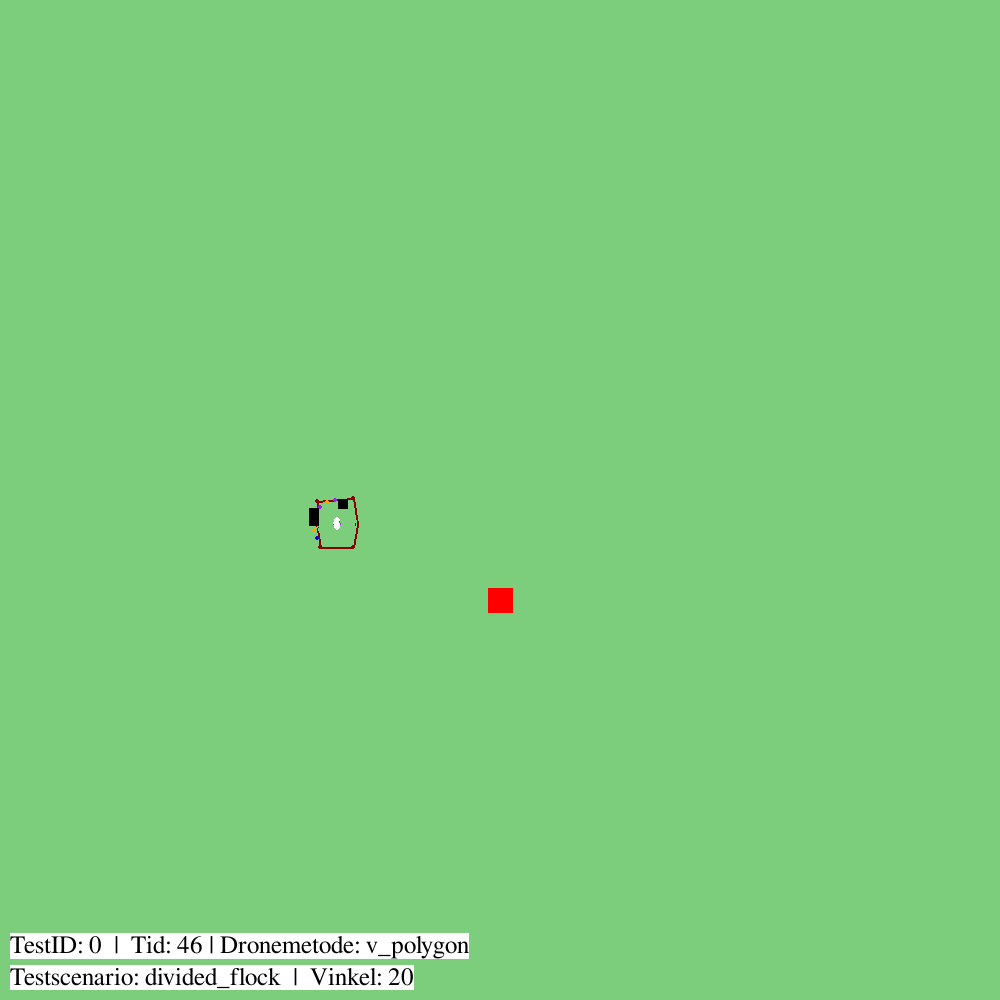 TestID: 0 | Tid: 46 | Dronemetode: v_polygon
Testscenario: divided_flock | Vinkel: 20